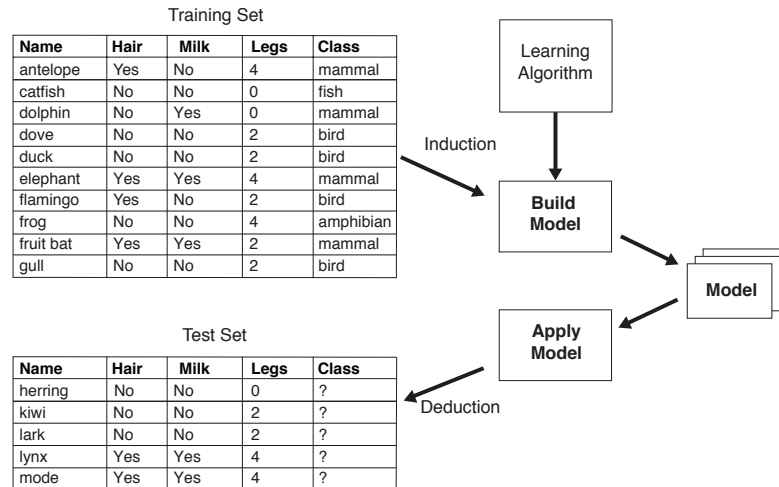 Training Set
Name Hair Milk Legs Class
antelope Yes No 4 mammal
catfish No No 0 fish
dolphin No Yes 0 mammal
dove No No 2 bird
duck No No 2 bird
elephant Yes Yes 4 mammal
flamingo Yes No 2 bird
frog No No 4 amphibian
fruit bat Yes Yes 2 mammal
gull No No 2 bird
Learning
Algorithm
Induction
Build
Model
Model
Apply
Model
Deduction
Test Set
Name Hair Milk Legs Class
herring No No 0 ?
kiwi No No 2 ?
lark No No 2 ?
lynx Yes Yes 4 ?
mode Yes Yes 4 ?